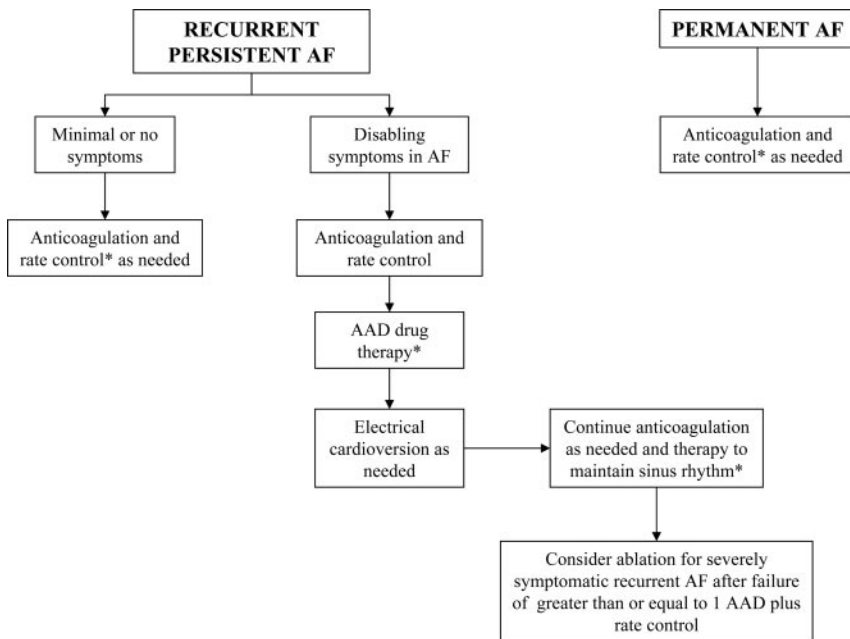 RECURRENT
PERSISTENT AF
PERMANENT AF
Minimal or no
symptoms
Disabling
symptoms in AF
Anticoagulation and
rate control* as needed
Anticoagulation and
rate control* as needed
Anticoagulation and
rate control
AAD drug
therapy*
Electrical
cardioversion as
needed
Continue anticoagulation
as needed and therapy to
maintain sinus rhythm*
Consider ablation for severely
symptomatic recurrent AF after failure
of greater than or equal to 1 AAD plus
rate control